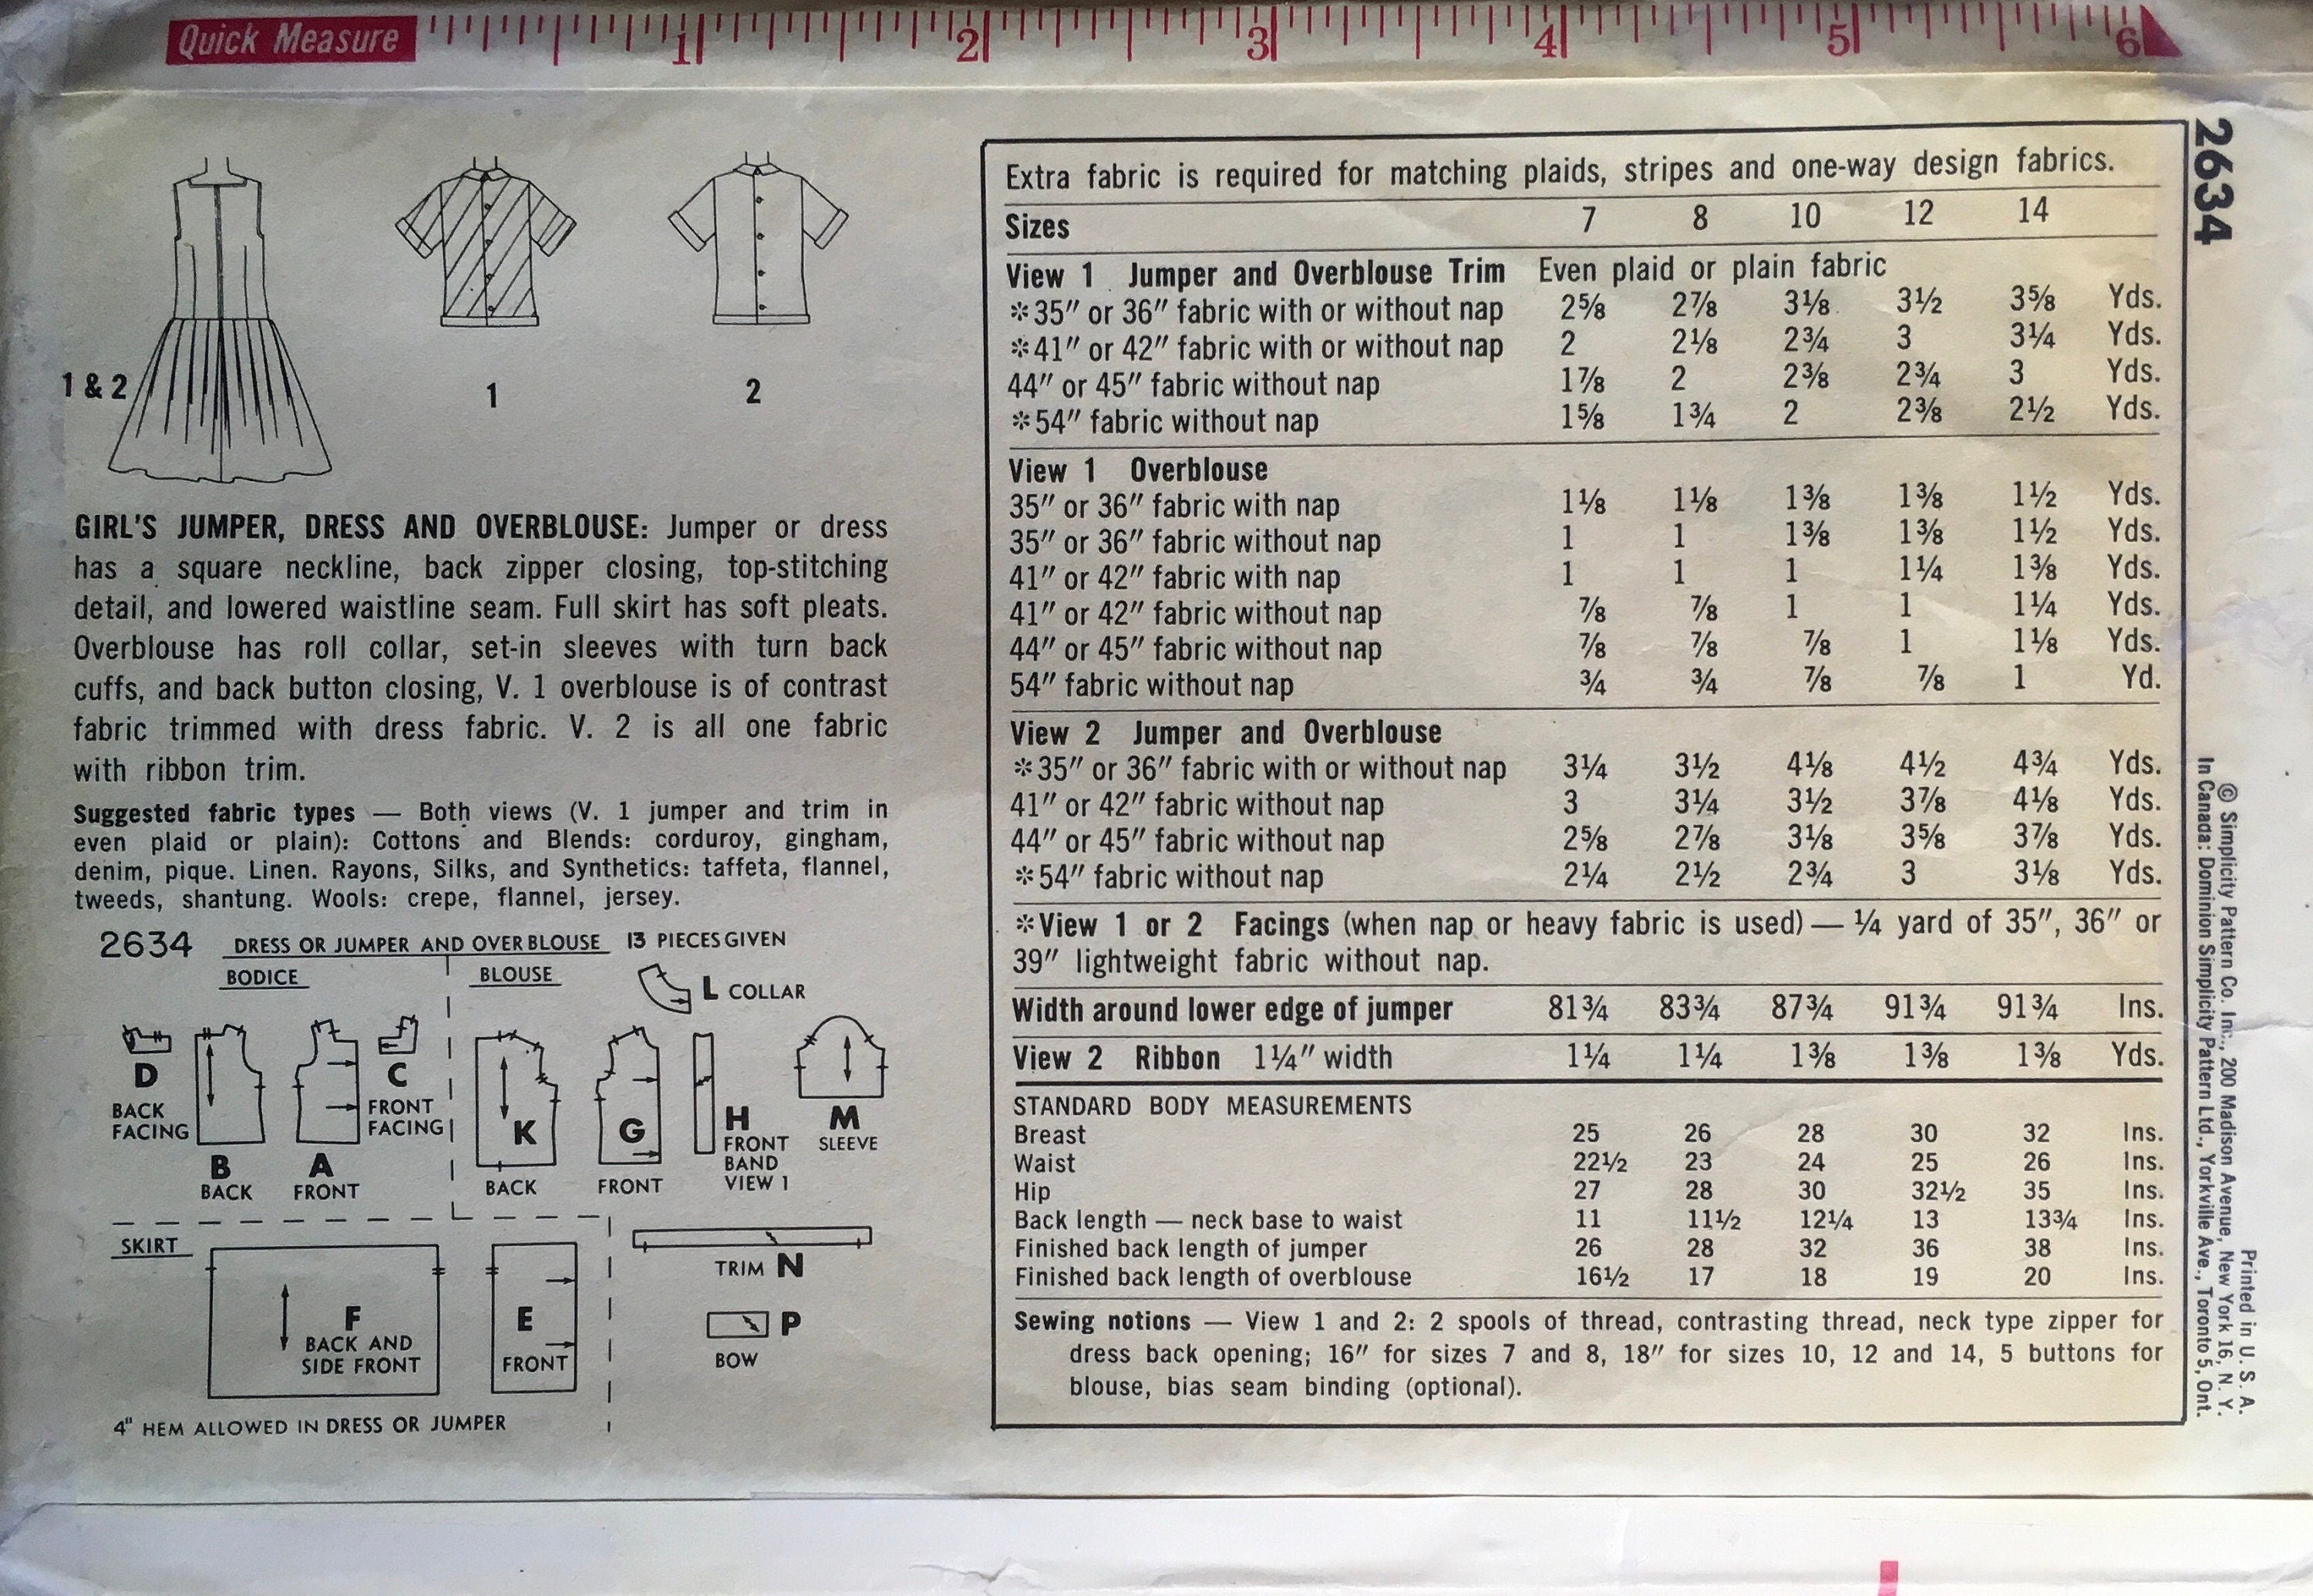 Quick Measure 1 2 3 4 5 6
1 & 2
1
2
GIRL'S JUMPER, DRESS AND OVERBLOUSE: Jumper or dress
has a square neckline, back zipper closing, top-stitching
detail, and lowered waistline seam. Full skirt has soft pleats.
Overblouse has roll collar, set-in sleeves with turn back
cuffs, and back button closing, V. 1 overblouse is of contrast
fabric trimmed with dress fabric. V. 2 is all one fabric
with ribbon trim.
Suggested fabric types — Both views (V. 1 jumper and trim in
even plaid or plain): Cottons and Blends: corduroy, gingham,
denim, pique. Linen. Rayons, Silks, and Synthetics: taffeta, flannel,
tweeds, shantung. Wools: crepe, flannel, jersey.
2634 DRESS OR JUMPER AND OVER BLOUSE 13 PIECES GIVEN
BODICE
BLOUSE
L COLLAR
D
BACK
FACING
B
BACK
A
FRONT
C
FRONT
FACING
K
BACK
G
FRONT
H
FRONT
BAND
VIEW 1
M
SLEEVE
SKIRT
F
BACK AND
SIDE FRONT
E
FRONT
TRIM N
P
BOW
4" HEM ALLOWED IN DRESS OR JUMPER
Extra fabric is required for matching plaids, stripes and one-way design fabrics.
Sizes 7 8 10 12 14
View 1 Jumper and Overblouse Trim Even plaid or plain fabric
*35" or 36" fabric with or without nap 2⅝ 2⅞ 3⅛ 3½ 3⅝ Yds.
*41" or 42" fabric with or without nap 2 2⅛ 2¾ 3 3¼ Yds.
44" or 45" fabric without nap 1⅞ 2 2⅜ 2¾ 3 Yds.
*54" fabric without nap 1⅝ 1¾ 2 2⅜ 2½ Yds.
View 1 Overblouse
35" or 36" fabric with nap 1⅛ 1⅛ 1⅜ 1⅜ 1½ Yds.
35" or 36" fabric without nap 1 1 1⅜ 1⅜ 1½ Yds.
41" or 42" fabric with nap 1 1 1 1¼ 1⅜ Yds.
41" or 42" fabric without nap ⅞ ⅞ 1 1 1¼ Yds.
44" or 45" fabric without nap ⅞ ⅞ ⅞ 1 1⅛ Yds.
54" fabric without nap ¾ ¾ ⅞ ⅞ 1 Yd.
View 2 Jumper and Overblouse
*35" or 36" fabric with or without nap 3¼ 3½ 4⅛ 4½ 4¾ Yds.
41" or 42" fabric without nap 3 3¼ 3½ 3⅞ 4⅛ Yds.
44" or 45" fabric without nap 2⅝ 2⅞ 3⅛ 3⅝ 3⅞ Yds.
*54" fabric without nap 2¼ 2½ 2¾ 3 3⅛ Yds.
*View 1 or 2 Facings (when nap or heavy fabric is used) — ¼ yard of 35", 36" or
39" lightweight fabric without nap.
Width around lower edge of jumper 81¾ 83¾ 87¾ 91¾ 91¾ Ins.
View 2 Ribbon 1¼" width 1¼ 1¼ 1⅜ 1⅜ 1⅜ Yds.
STANDARD BODY MEASUREMENTS
Breast 25 26 28 30 32 Ins.
Waist 22½ 23 24 25 26 Ins.
Hip 27 28 30 32½ 35 Ins.
Back length — neck base to waist 11 11½ 12¼ 13 13¾ Ins.
Finished back length of jumper 26 28 32 36 38 Ins.
Finished back length of overblouse 16½ 17 18 19 20 Ins.
Sewing notions — View 1 and 2: 2 spools of thread, contrasting thread, neck type zipper for
dress back opening; 16" for sizes 7 and 8, 18" for sizes 10, 12 and 14, 5 buttons for
blouse, bias seam binding (optional).
2634
Printed in U. S. A.
© Simplicity Pattern Co. Inc., 200 Madison Avenue, New York 16, N. Y.
In Canada: Dominion Simplicity Pattern Ltd., Yorkville Ave., Toronto 5, Ont.